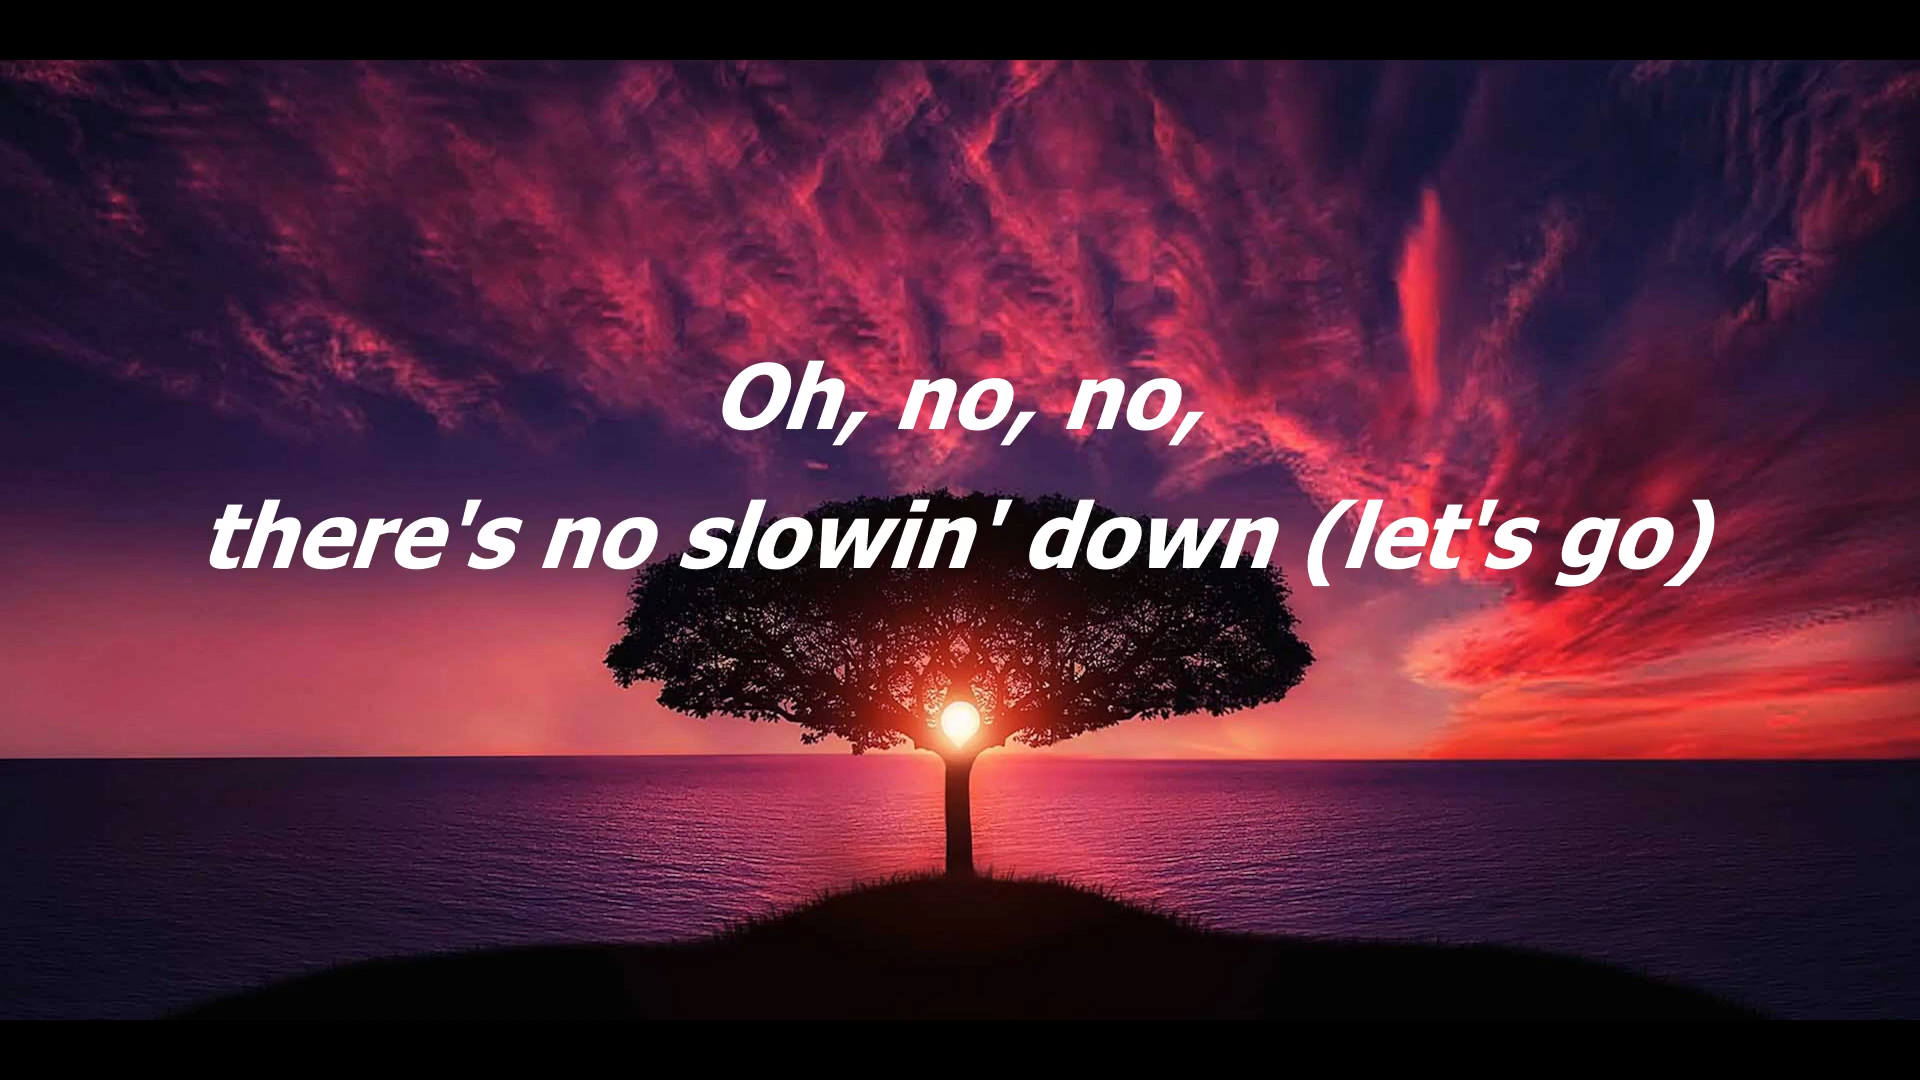 Oh, no, no,
there's no slowin' down (let's go)